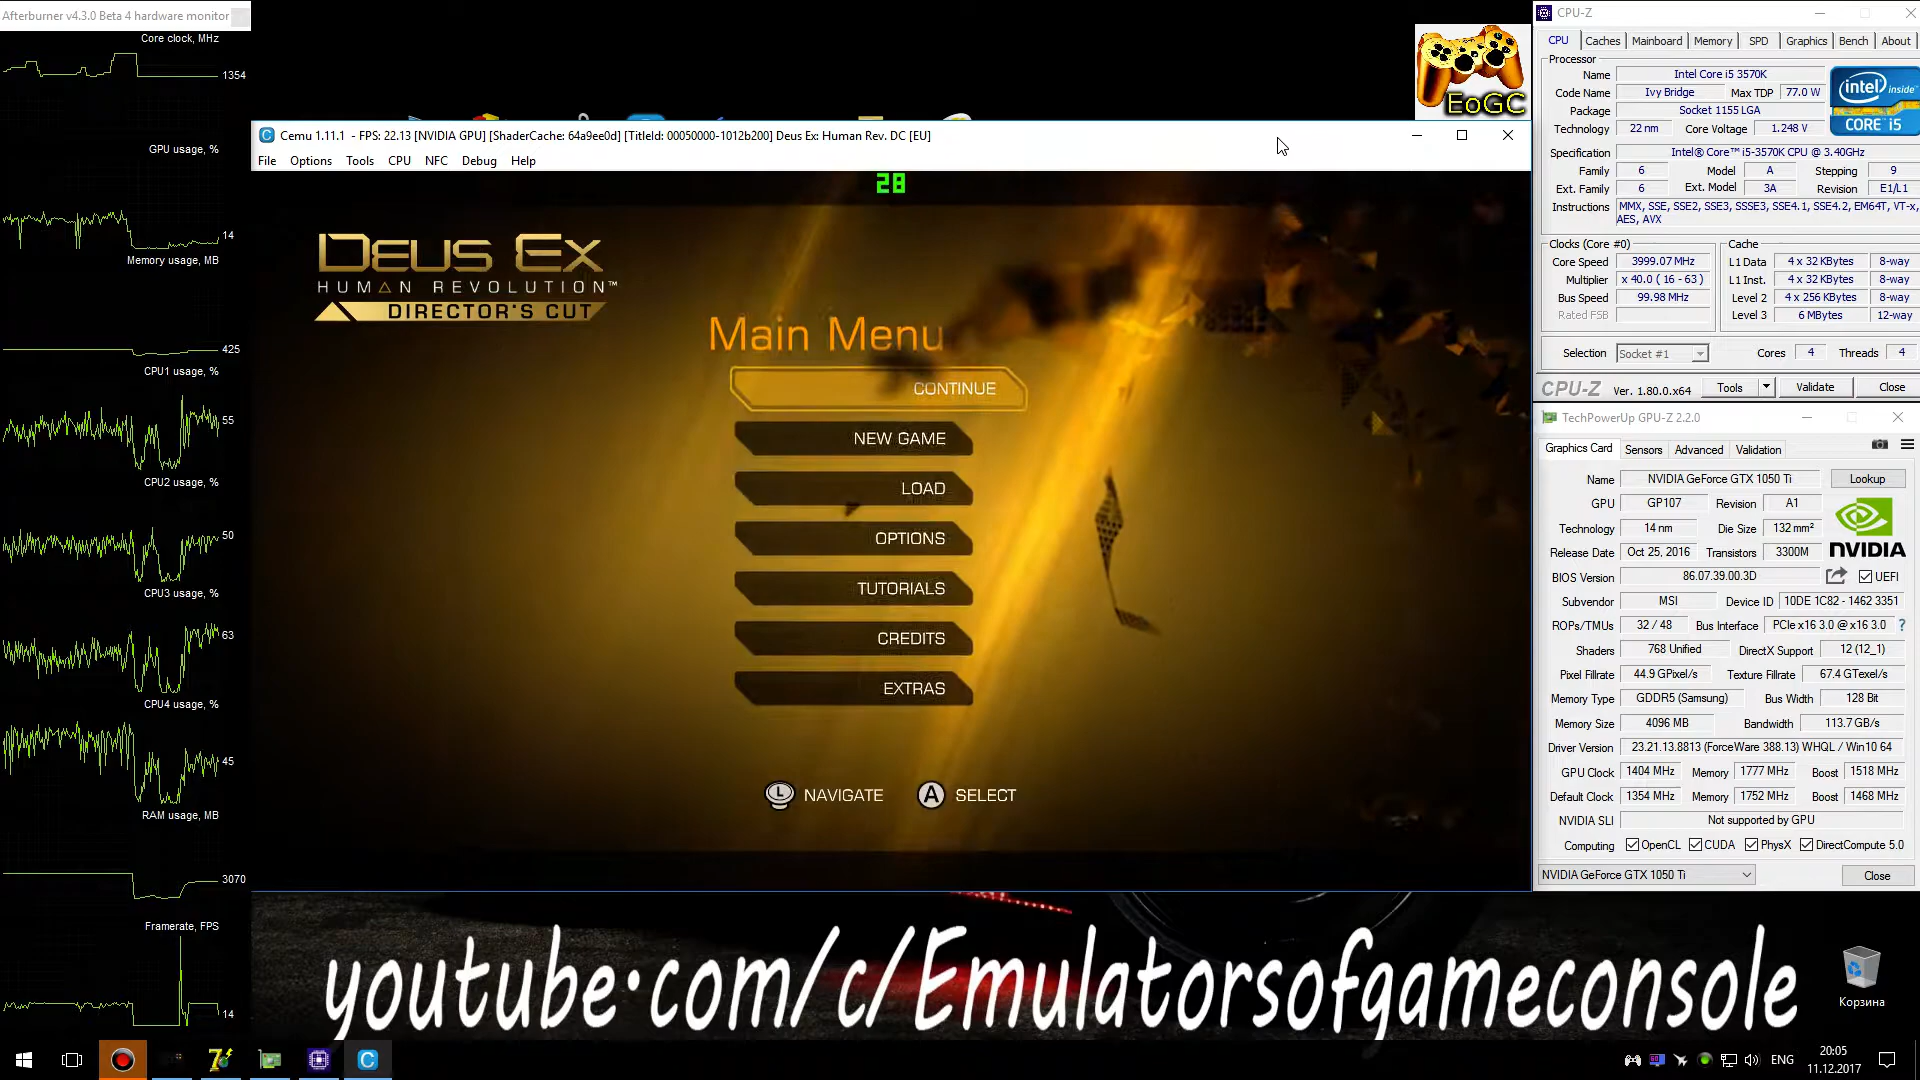 Afterburner v4.3.0 Beta 4 hardware monitor
Core clock, MHz
1354
GPU usage, %
14
Memory usage, MB
425
CPU1 usage, %
55
CPU2 usage, %
50
CPU3 usage, %
63
CPU4 usage, %
45
RAM usage, MB
3070
Framerate, FPS
14
EoGC
Cemu 1.11.1 - FPS: 22.13 [NVIDIA GPU] [ShaderCache: 64a9ee0d] [TitleId: 00050000-1012b200] Deus Ex: Human Rev. DC [EU]
File Options Tools CPU NFC Debug Help
28
DEUS EX
HUMAN REVOLUTION™
DIRECTOR'S CUT
Main Menu
CONTINUE
NEW GAME
LOAD
OPTIONS
TUTORIALS
CREDITS
EXTRAS
L NAVIGATE A SELECT
CPU-Z
CPU Caches Mainboard Memory SPD Graphics Bench About
Processor
Name Intel Core i5 3570K
Code Name Ivy Bridge Max TDP 77.0 W
Package Socket 1155 LGA
Technology 22 nm Core Voltage 1.248 V
intel inside™
CORE i5
Specification Intel® Core™ i5-3570K CPU @ 3.40GHz
Family 6 Model A Stepping 9
Ext. Family 6 Ext. Model 3A Revision E1/L1
Instructions MMX, SSE, SSE2, SSE3, SSSE3, SSE4.1, SSE4.2, EM64T, VT-x,
AES, AVX
Clocks (Core #0)
Core Speed 3999.07 MHz
Multiplier x 40.0 ( 16 - 63 )
Bus Speed 99.98 MHz
Rated FSB
Cache
L1 Data 4 x 32 KBytes 8-way
L1 Inst. 4 x 32 KBytes 8-way
Level 2 4 x 256 KBytes 8-way
Level 3 6 MBytes 12-way
Selection Socket #1 Cores 4 Threads 4
CPU-Z Ver. 1.80.0.x64 Tools Validate Close
TechPowerUp GPU-Z 2.2.0
Graphics Card Sensors Advanced Validation
Name NVIDIA GeForce GTX 1050 Ti Lookup
GPU GP107 Revision A1
Technology 14 nm Die Size 132 mm²
Release Date Oct 25, 2016 Transistors 3300M
NVIDIA
BIOS Version 86.07.39.00.3D UEFI
Subvendor MSI Device ID 10DE 1C82 - 1462 3351
ROPs/TMUs 32 / 48 Bus Interface PCIe x16 3.0 @ x16 3.0 ?
Shaders 768 Unified DirectX Support 12 (12_1)
Pixel Fillrate 44.9 GPixel/s Texture Fillrate 67.4 GTexel/s
Memory Type GDDR5 (Samsung) Bus Width 128 Bit
Memory Size 4096 MB Bandwidth 113.7 GB/s
Driver Version 23.21.13.8813 (ForceWare 388.13) WHQL / Win10 64
GPU Clock 1404 MHz Memory 1777 MHz Boost 1518 MHz
Default Clock 1354 MHz Memory 1752 MHz Boost 1468 MHz
NVIDIA SLI Not supported by GPU
Computing OpenCL CUDA PhysX DirectCompute 5.0
NVIDIA GeForce GTX 1050 Ti Close
youtube.com/c/Emulatorsofgameconsole
Корзина
ENG
20:05
11.12.2017